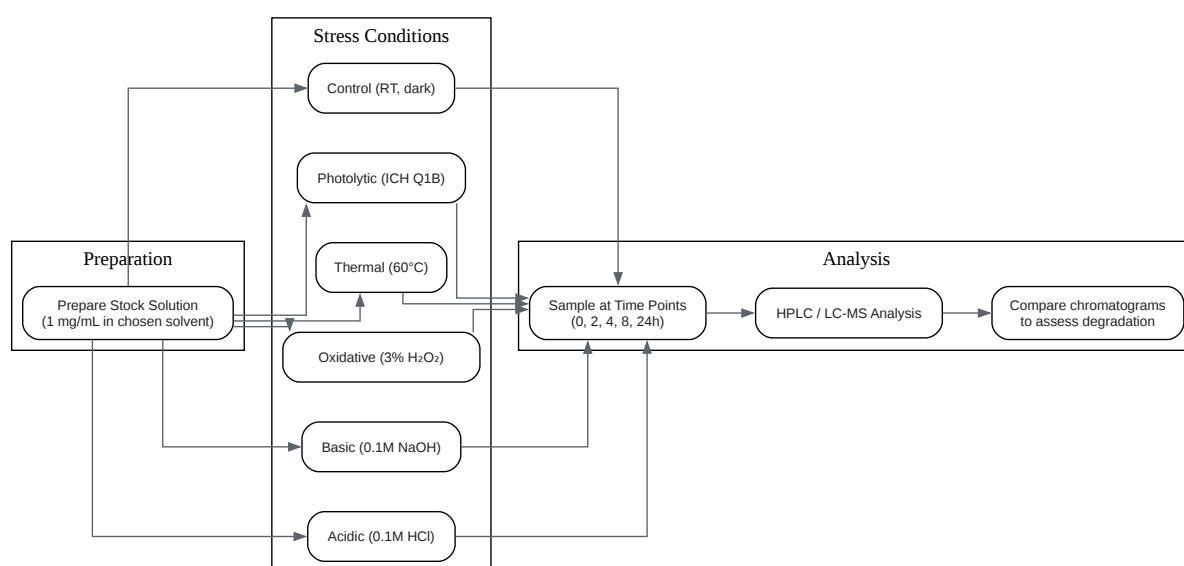 Stress Conditions
Control (RT, dark)
Photolytic (ICH Q1B)
Thermal (60°C)
Oxidative (3% H₂O₂)
Basic (0.1M NaOH)
Acidic (0.1M HCl)
Preparation
Prepare Stock Solution
(1 mg/mL in chosen solvent)
Analysis
Sample at Time Points
(0, 2, 4, 8, 24h)
HPLC / LC-MS Analysis
Compare chromatograms
to assess degradation